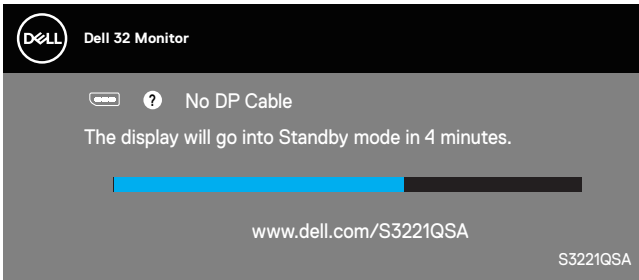 DELL
Dell 32 Monitor
? No DP Cable
The display will go into Standby mode in 4 minutes.
www.dell.com/S3221QSA
S3221QSA